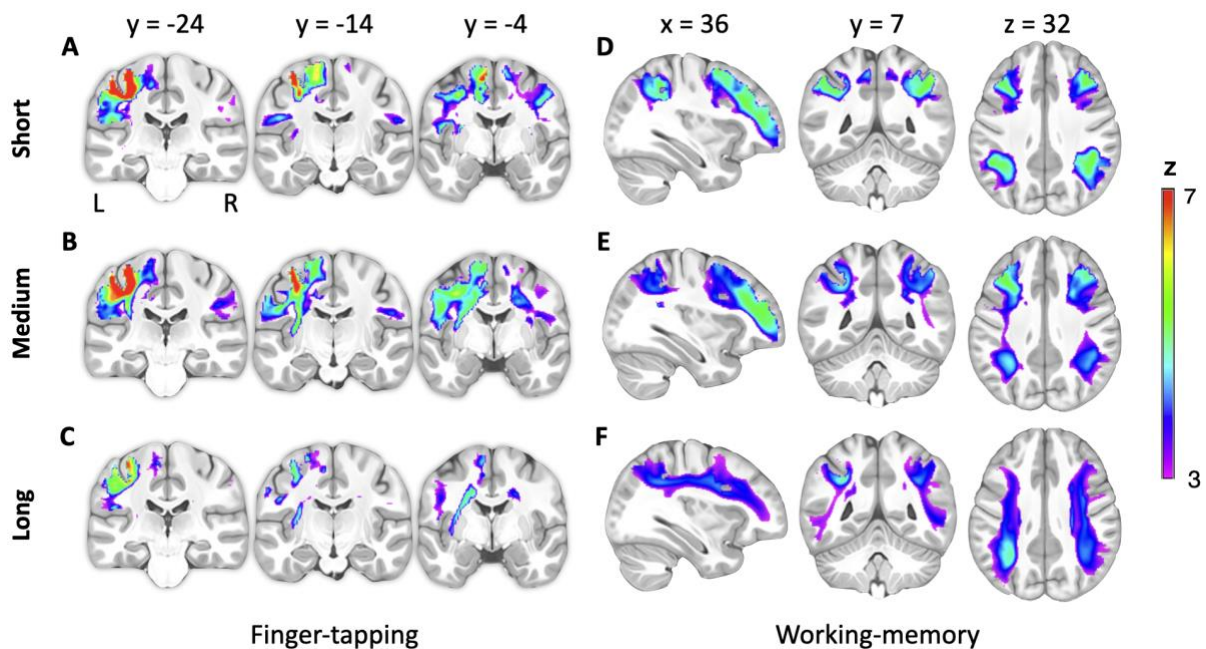 y = -24 y = -14 y = -4 x = 36 y = 7 z = 32
A D
Short
L R
z
7
B E
Medium
3
C F
Long
Finger-tapping Working-memory